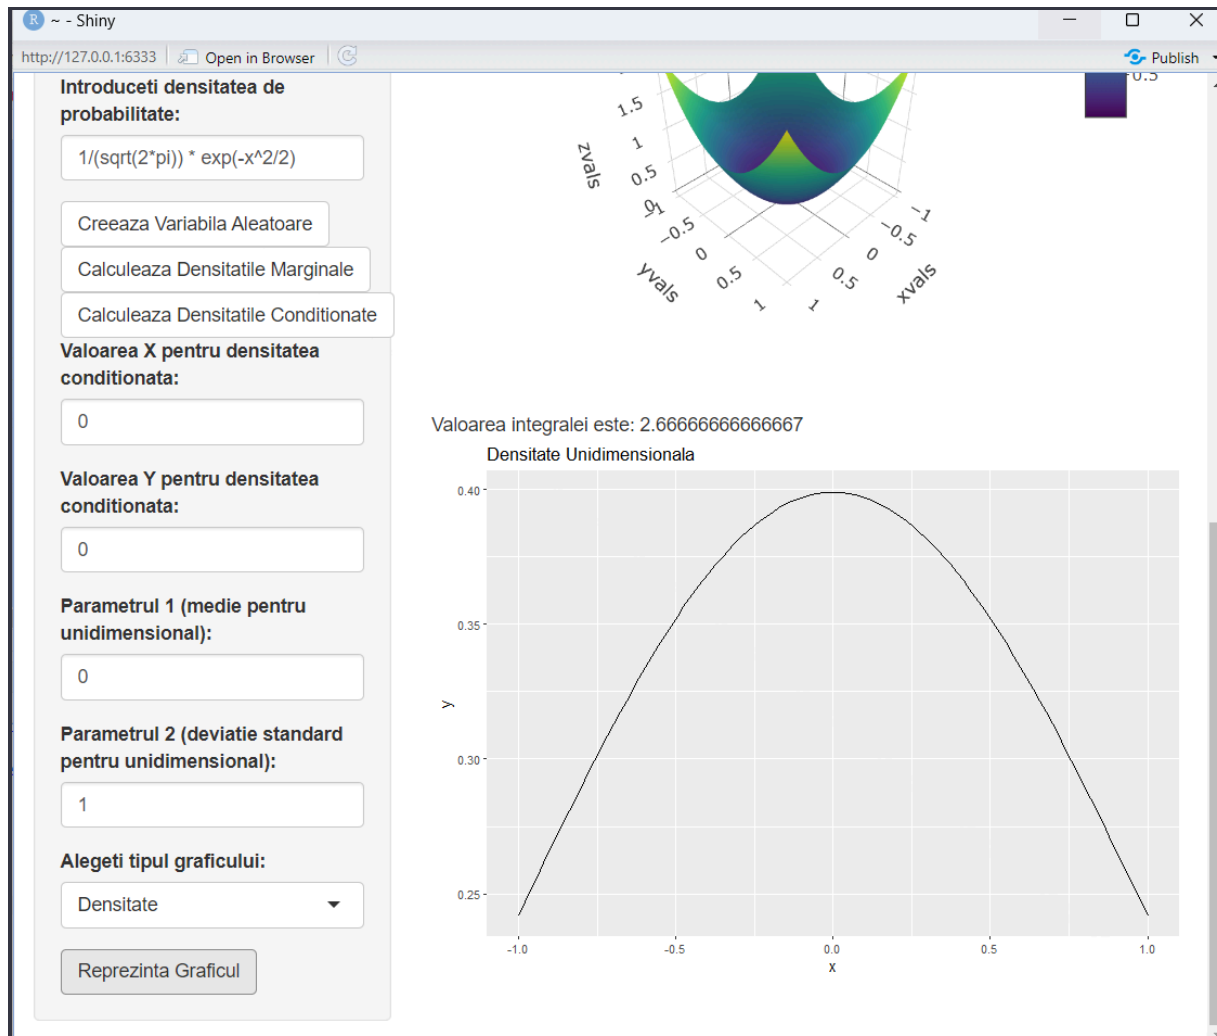 R ~ - Shiny
http://127.0.0.1:6333 Open in Browser Publish
Introduceti densitatea de
probabilitate:
1/(sqrt(2*pi)) * exp(-x^2/2)
Creeaza Variabila Aleatoare
Calculeaza Densitatile Marginale
Calculeaza Densitatile Conditionate
Valoarea X pentru densitatea
conditionata:
0
Valoarea Y pentru densitatea
conditionata:
0
Parametrul 1 (medie pentru
unidimensional):
0
Parametrul 2 (deviatie standard
pentru unidimensional):
1
Alegeti tipul graficului:
Densitate
Reprezinta Graficul
-0.5
1.5
1
0.5
0
zvals
−1
−0.5
0
0.5
1
yvals
−1
−0.5
0
0.5
1
xvals
Valoarea integralei este: 2.66666666666667
Densitate Unidimensionala
0.40
0.35
0.30
0.25
y
-1.0 -0.5 0.0 0.5 1.0
x